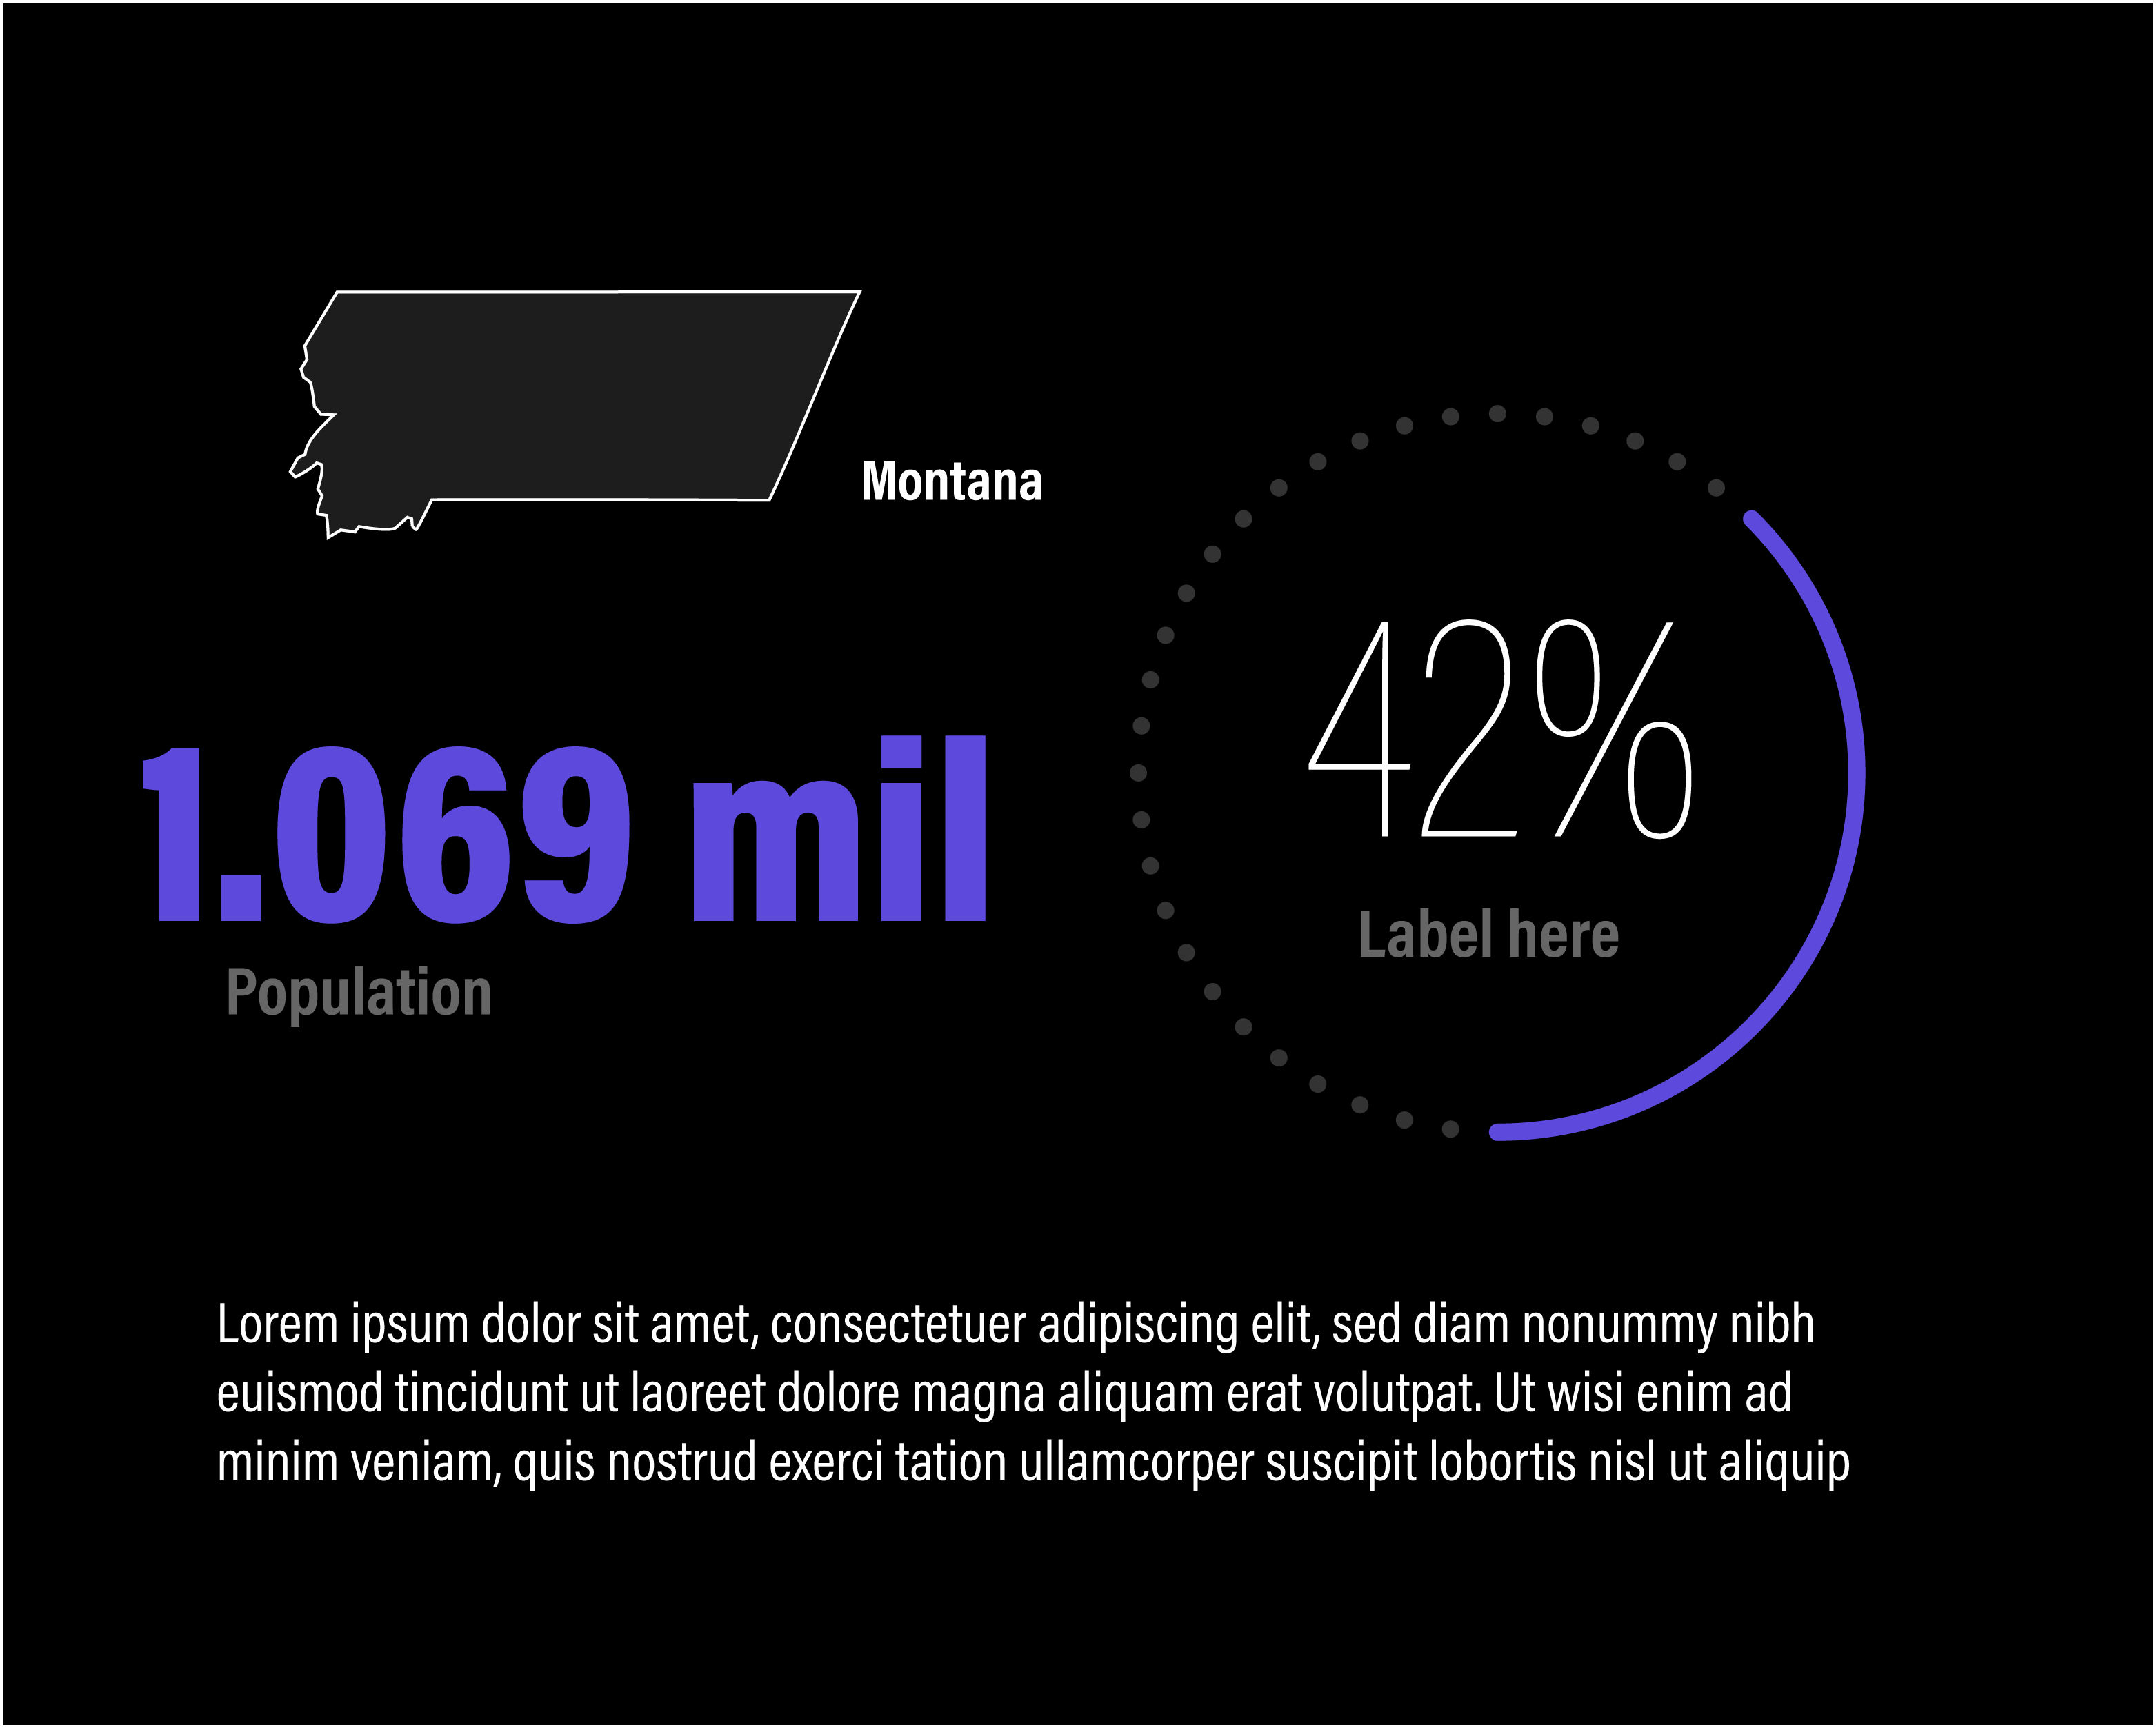 Montana
42%
1.069 mil
Label here
Population
Lorem ipsum dolor sit amet, consectetuer adipiscing elit, sed diam nonummy nibh
euismod tincidunt ut laoreet dolore magna aliquam erat volutpat. Ut wisi enim ad
minim veniam, quis nostrud exerci tation ullamcorper suscipit lobortis nisl ut aliquip